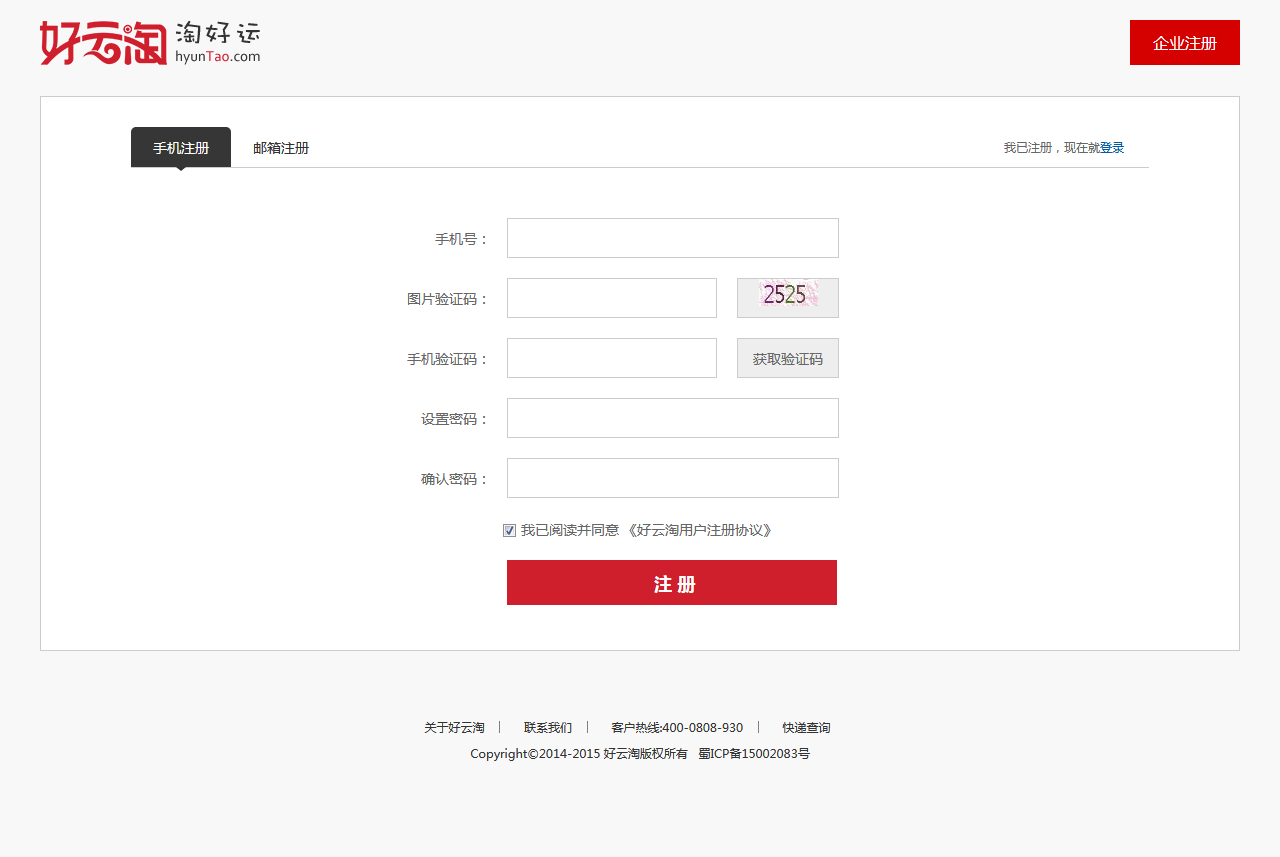 好云淘 淘好运
hyunTao.com
企业注册
手机注册 邮箱注册 我已注册，现在就登录
手机号：
图片验证码： 2525
手机验证码： 获取验证码
设置密码：
确认密码：
我已阅读并同意 《好云淘用户注册协议》
注 册
关于好云淘 | 联系我们 | 客户热线:400-0808-930 | 快递查询
Copyright©2014-2015 好云淘版权所有 蜀ICP备15002083号